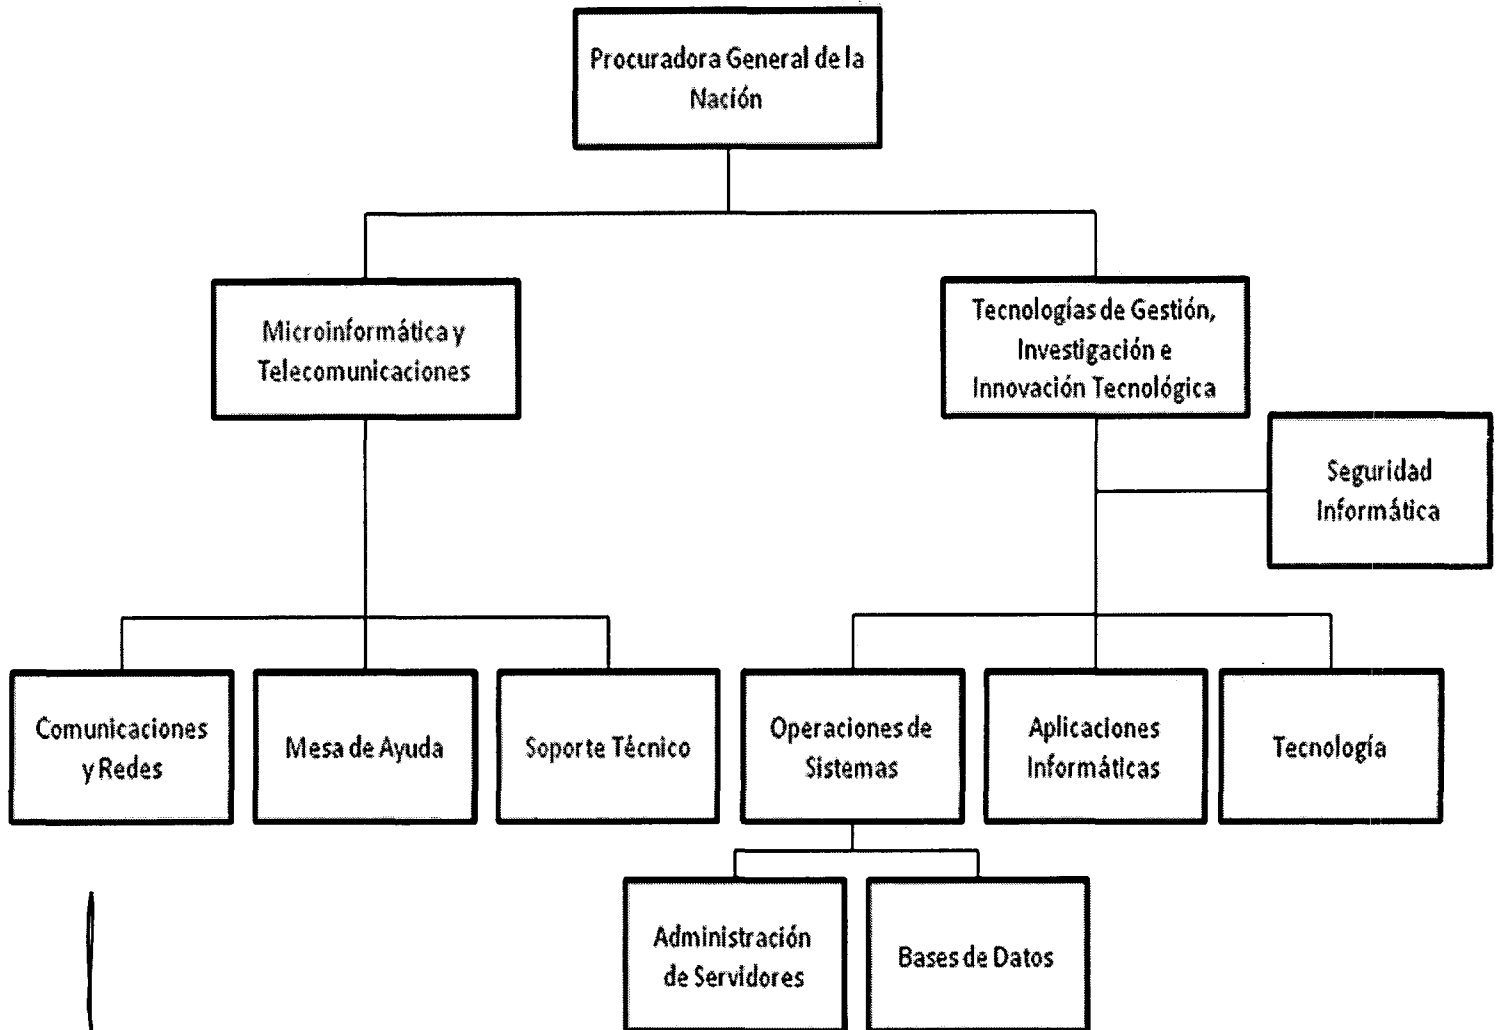 Procuradora General de la
Nación
Microinformática y
Telecomunicaciones
Tecnologías de Gestión,
Investigación e
Innovación Tecnológica
Seguridad
Informática
Comunicaciones
y Redes
Mesa de Ayuda
Soporte Técnico
Operaciones de
Sistemas
Aplicaciones
Informáticas
Tecnología
Administración
de Servidores
Bases de Datos